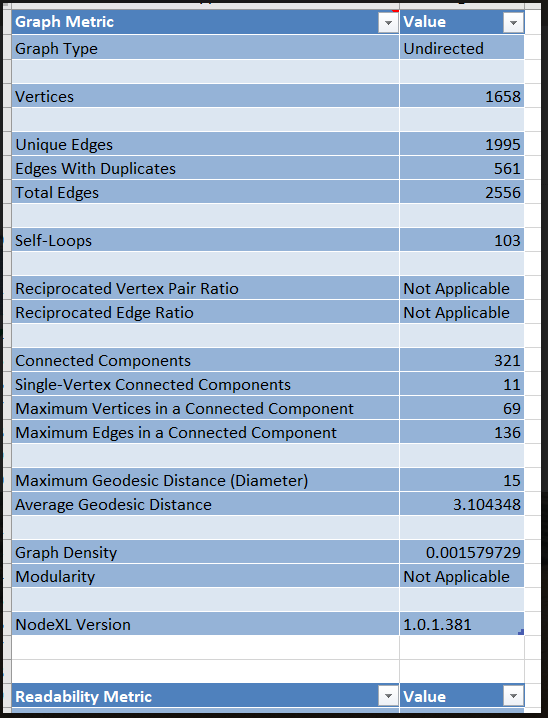 Graph Metric Value
Graph Type Undirected
Vertices 1658
Unique Edges 1995
Edges With Duplicates 561
Total Edges 2556
Self-Loops 103
Reciprocated Vertex Pair Ratio Not Applicable
Reciprocated Edge Ratio Not Applicable
Connected Components 321
Single-Vertex Connected Components 11
Maximum Vertices in a Connected Component 69
Maximum Edges in a Connected Component 136
Maximum Geodesic Distance (Diameter) 15
Average Geodesic Distance 3.104348
Graph Density 0.001579729
Modularity Not Applicable
NodeXL Version 1.0.1.381
Readability Metric Value